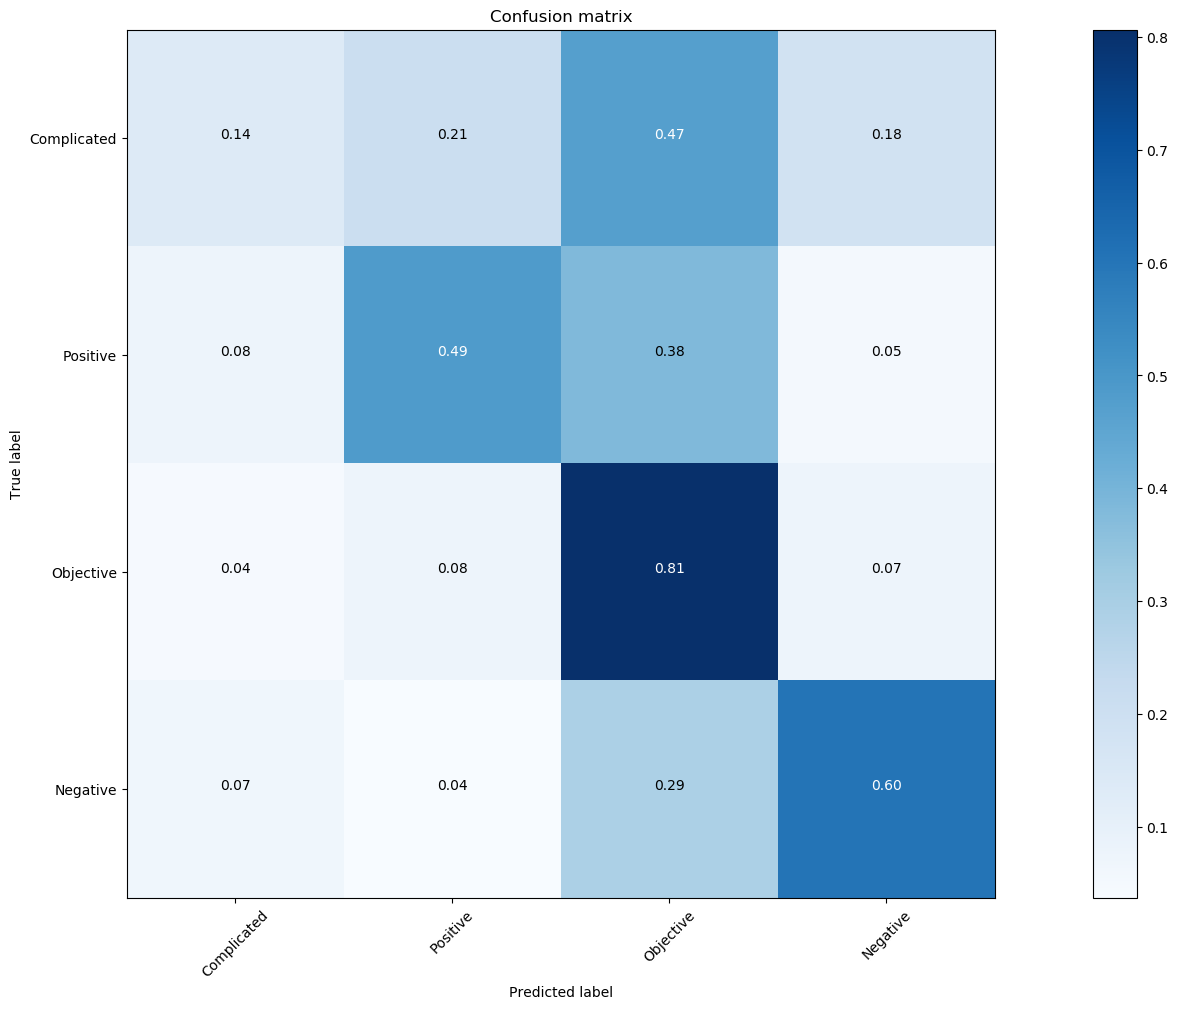 Confusion matrix
Complicated 0.14 0.21 0.47 0.18
Positive 0.08 0.49 0.38 0.05
Objective 0.04 0.08 0.81 0.07
Negative 0.07 0.04 0.29 0.60
True label
Complicated Positive Objective Negative
Predicted label
0.8
0.7
0.6
0.5
0.4
0.3
0.2
0.1